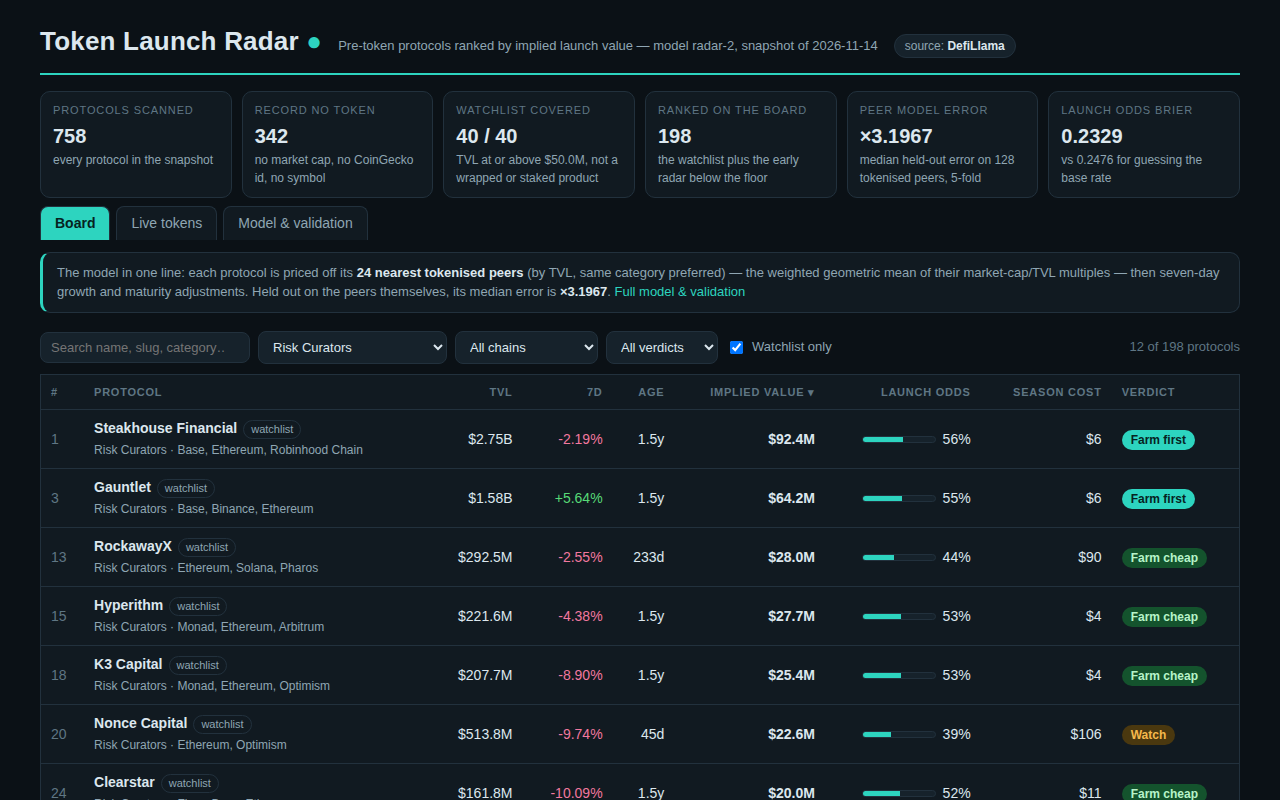 Token Launch Radar
Pre-token protocols ranked by implied launch value — model radar-2, snapshot of 2026-11-14
source: DefiLlama
PROTOCOLS SCANNED
758
every protocol in the snapshot
RECORD NO TOKEN
342
no market cap, no CoinGecko
id, no symbol
WATCHLIST COVERED
40 / 40
TVL at or above $50.0M, not a
wrapped or staked product
RANKED ON THE BOARD
198
the watchlist plus the early
radar below the floor
PEER MODEL ERROR
×3.1967
median held-out error on 128
tokenised peers, 5-fold
LAUNCH ODDS BRIER
0.2329
vs 0.2476 for guessing the
base rate
Board
Live tokens
Model & validation
The model in one line: each protocol is priced off its 24 nearest tokenised peers (by TVL, same category preferred) — the weighted geometric mean of their market-cap/TVL multiples — then seven-day
growth and maturity adjustments. Held out on the peers themselves, its median error is ×3.1967. Full model & validation
Search name, slug, category..
Risk Curators
All chains
All verdicts
Watchlist only
12 of 198 protocols
# PROTOCOL TVL 7D AGE IMPLIED VALUE ▾ LAUNCH ODDS SEASON COST VERDICT
1 Steakhouse Financial watchlist $2.75B -2.19% 1.5y $92.4M 56% $6 Farm first
Risk Curators · Base, Ethereum, Robinhood Chain
3 Gauntlet watchlist $1.58B +5.64% 1.5y $64.2M 55% $6 Farm first
Risk Curators · Base, Binance, Ethereum
13 RockawayX watchlist $292.5M -2.55% 233d $28.0M 44% $90 Farm cheap
Risk Curators · Ethereum, Solana, Pharos
15 Hyperithm watchlist $221.6M -4.38% 1.5y $27.7M 53% $4 Farm cheap
Risk Curators · Monad, Ethereum, Arbitrum
18 K3 Capital watchlist $207.7M -8.90% 1.5y $25.4M 53% $4 Farm cheap
Risk Curators · Monad, Ethereum, Optimism
20 Nonce Capital watchlist $513.8M -9.74% 45d $22.6M 39% $106 Watch
Risk Curators · Ethereum, Optimism
24 Clearstar watchlist $161.8M -10.09% 1.5y $20.0M 52% $11 Farm cheap